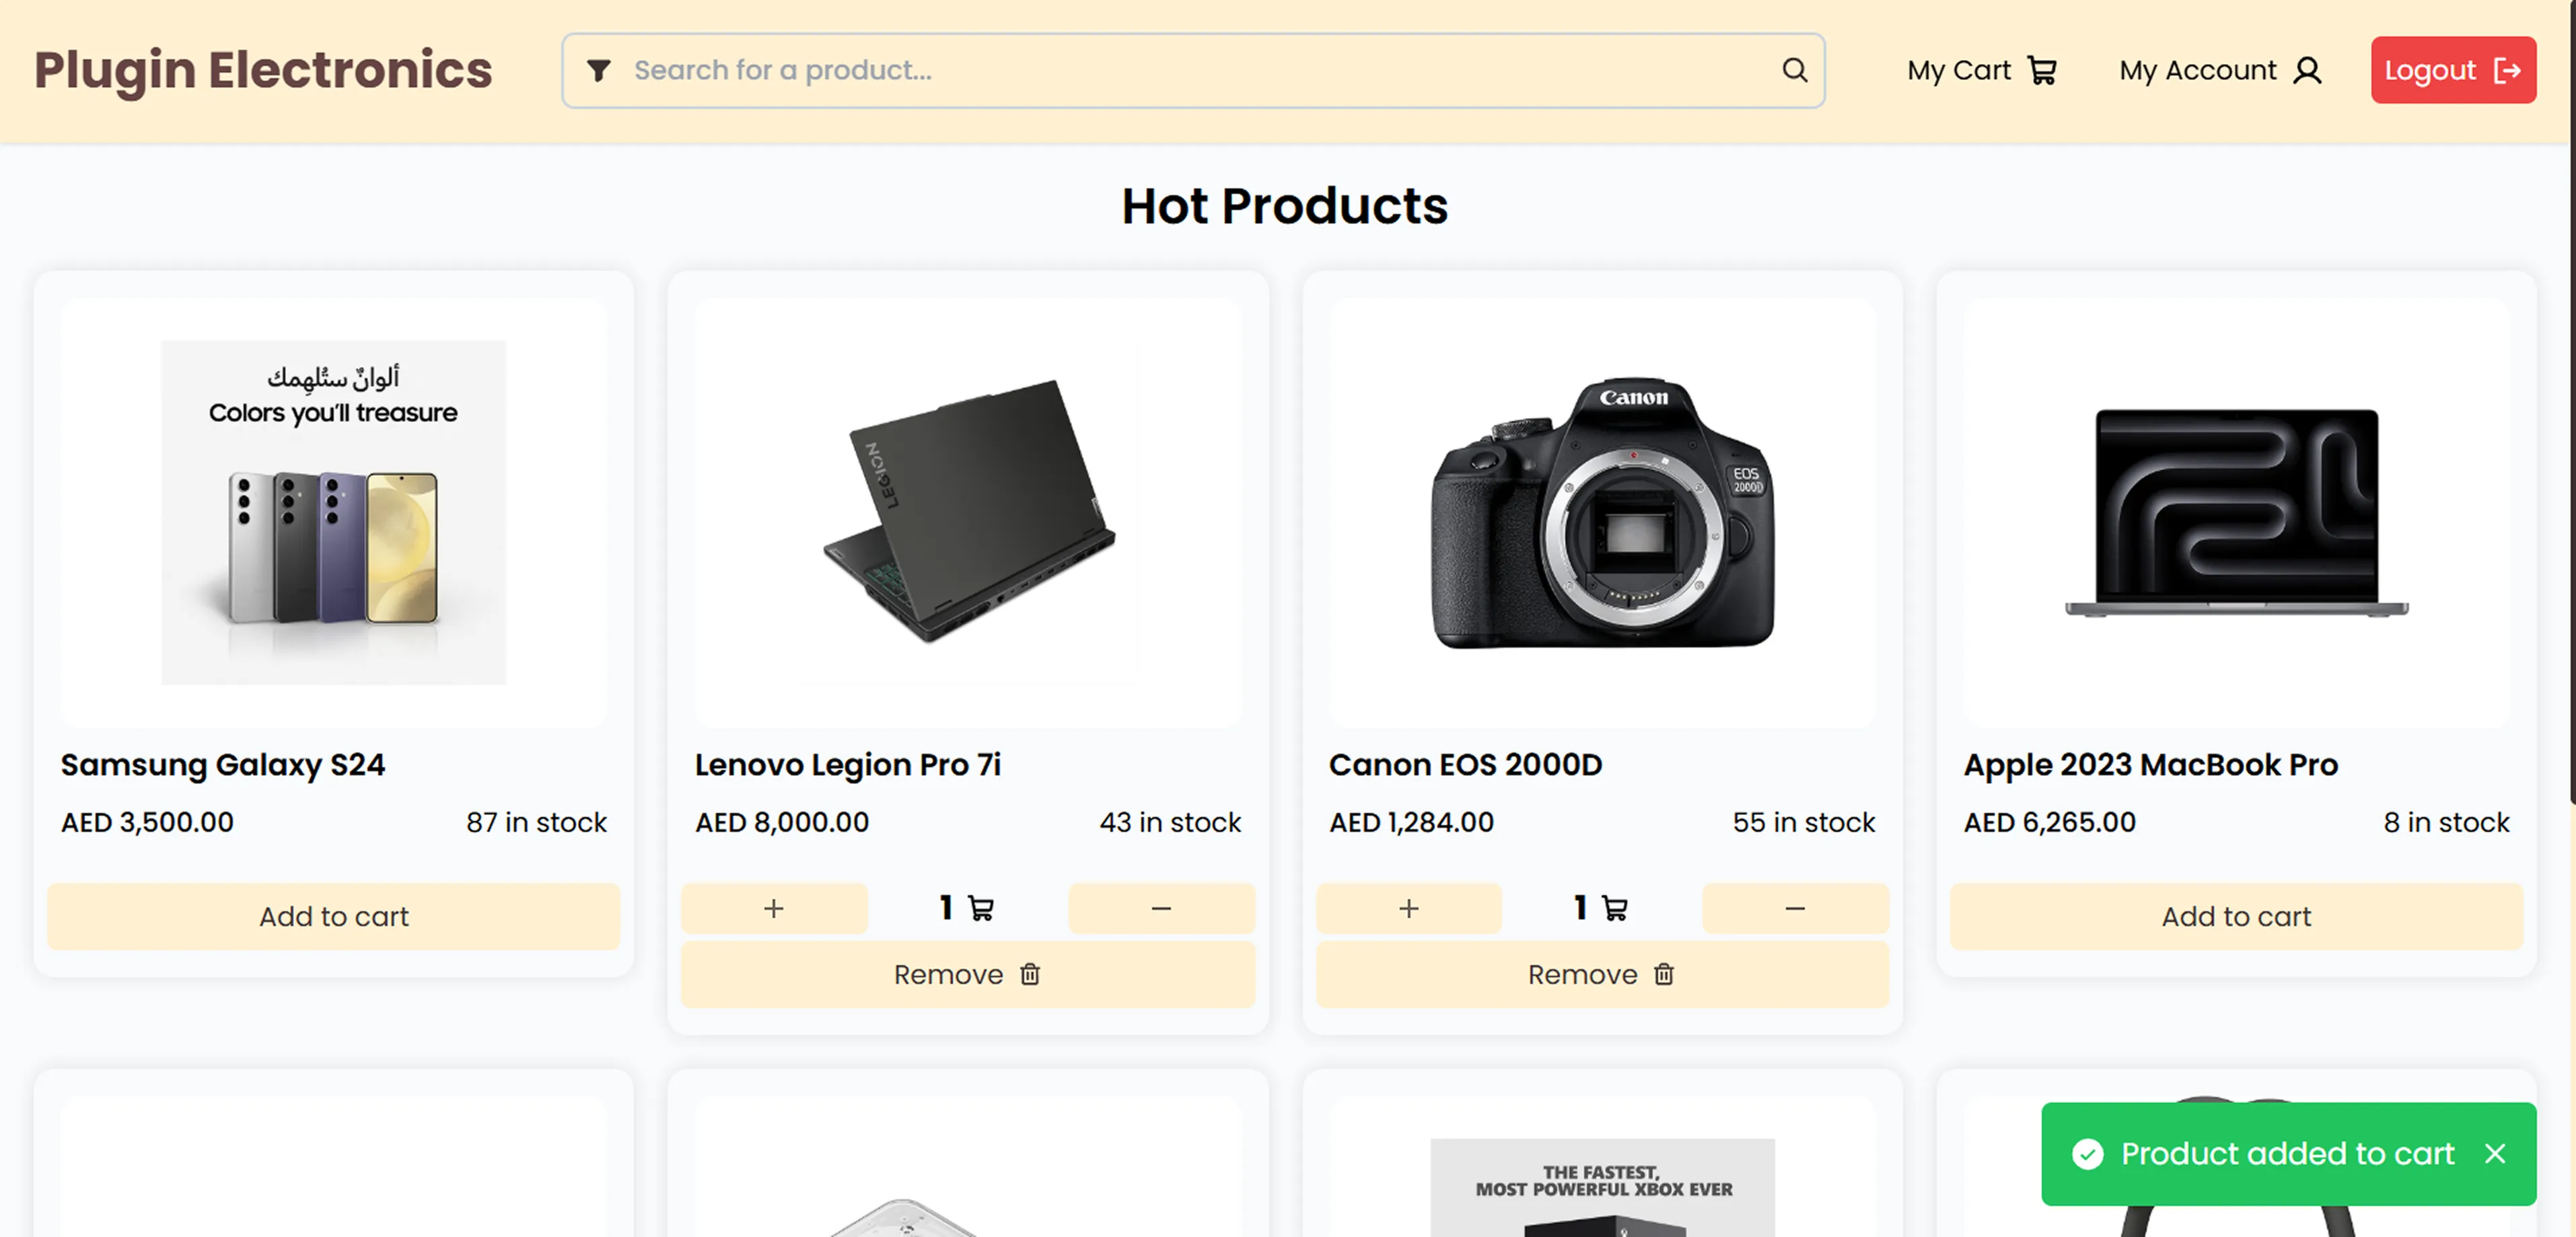 Plugin Electronics
Search for a product...
My Cart
My Account
Logout
Hot Products
ألوانٌ ستُلهِمك
Colors you'll treasure
LEGION
Canon
EOS
2000D
Samsung Galaxy S24
AED 3,500.00
87 in stock
Add to cart
Lenovo Legion Pro 7i
AED 8,000.00
43 in stock
+ 1 −
Remove
Canon EOS 2000D
AED 1,284.00
55 in stock
+ 1 −
Remove
Apple 2023 MacBook Pro
AED 6,265.00
8 in stock
Add to cart
THE FASTEST,
MOST POWERFUL XBOX EVER
Product added to cart